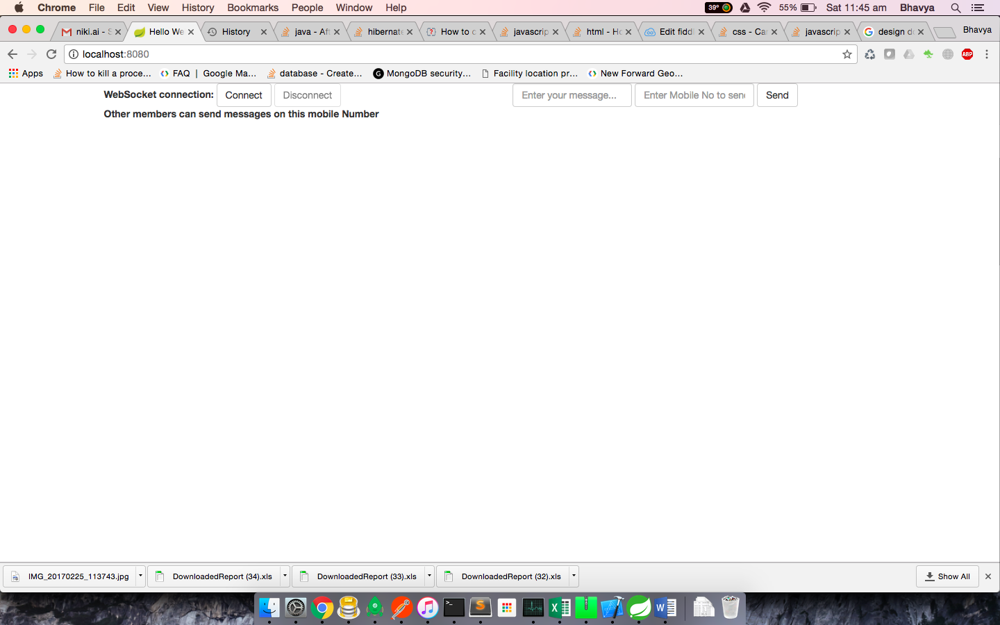 Chrome File Edit View History Bookmarks People Window Help 39° 55% Sat 11:45 am Bhavya
niki.ai - S Hello We History java - Aft hibernate How to c javascrip html - Ho Edit fiddl css - Can javascrip design do Bhavya
localhost:8080
Apps How to kill a proce... FAQ | Google Ma... database - Create... G MongoDB security... Facility location pr... New Forward Geo... ABP
WebSocket connection: Connect Disconnect Enter your message... Enter Mobile No to send Send
Other members can send messages on this mobile Number
IMG_20170225_113743.jpg DownloadedReport (34).xls DownloadedReport (33).xls DownloadedReport (32).xls Show All